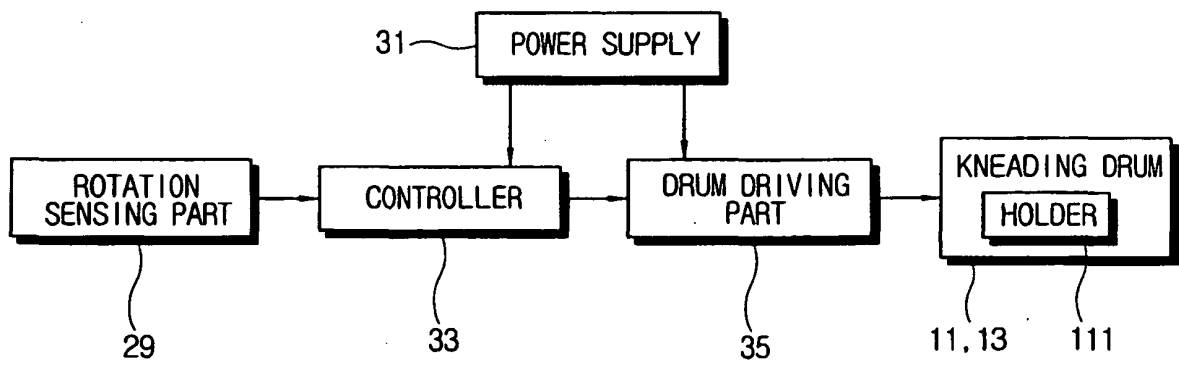 31
POWER SUPPLY
ROTATION
SENSING PART
CONTROLLER
DRUM DRIVING
PART
KNEADING DRUM
HOLDER
29
33
35
11,13
111